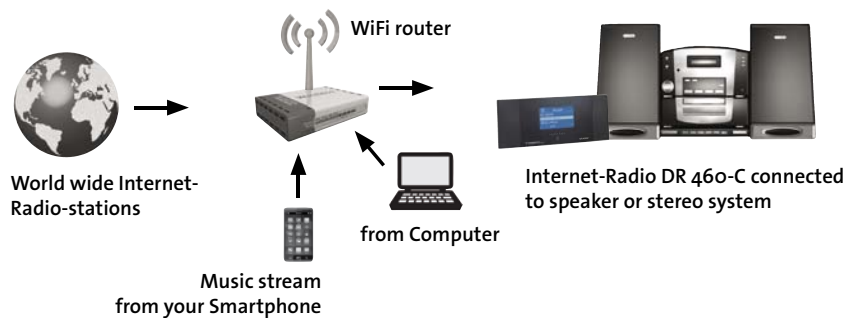 WiFi router
World wide Internet-
Radio-stations
Internet-Radio DR 460-C connected
to speaker or stereo system
from Computer
Music stream
from your Smartphone